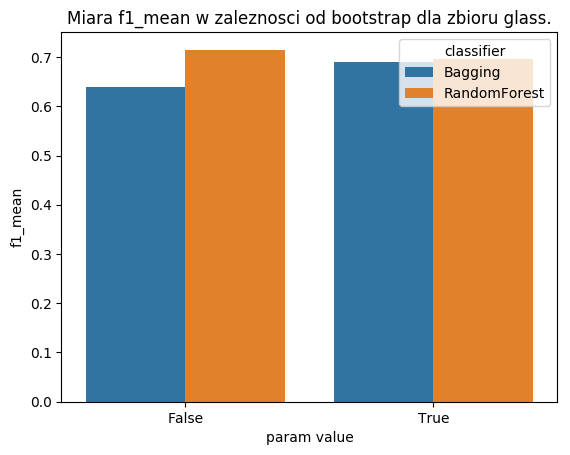 Miara f1_mean w zaleznosci od bootstrap dla zbioru glass.
classifier
Bagging
RandomForest
f1_mean
0.7
0.6
0.5
0.4
0.3
0.2
0.1
0.0
False
True
param value